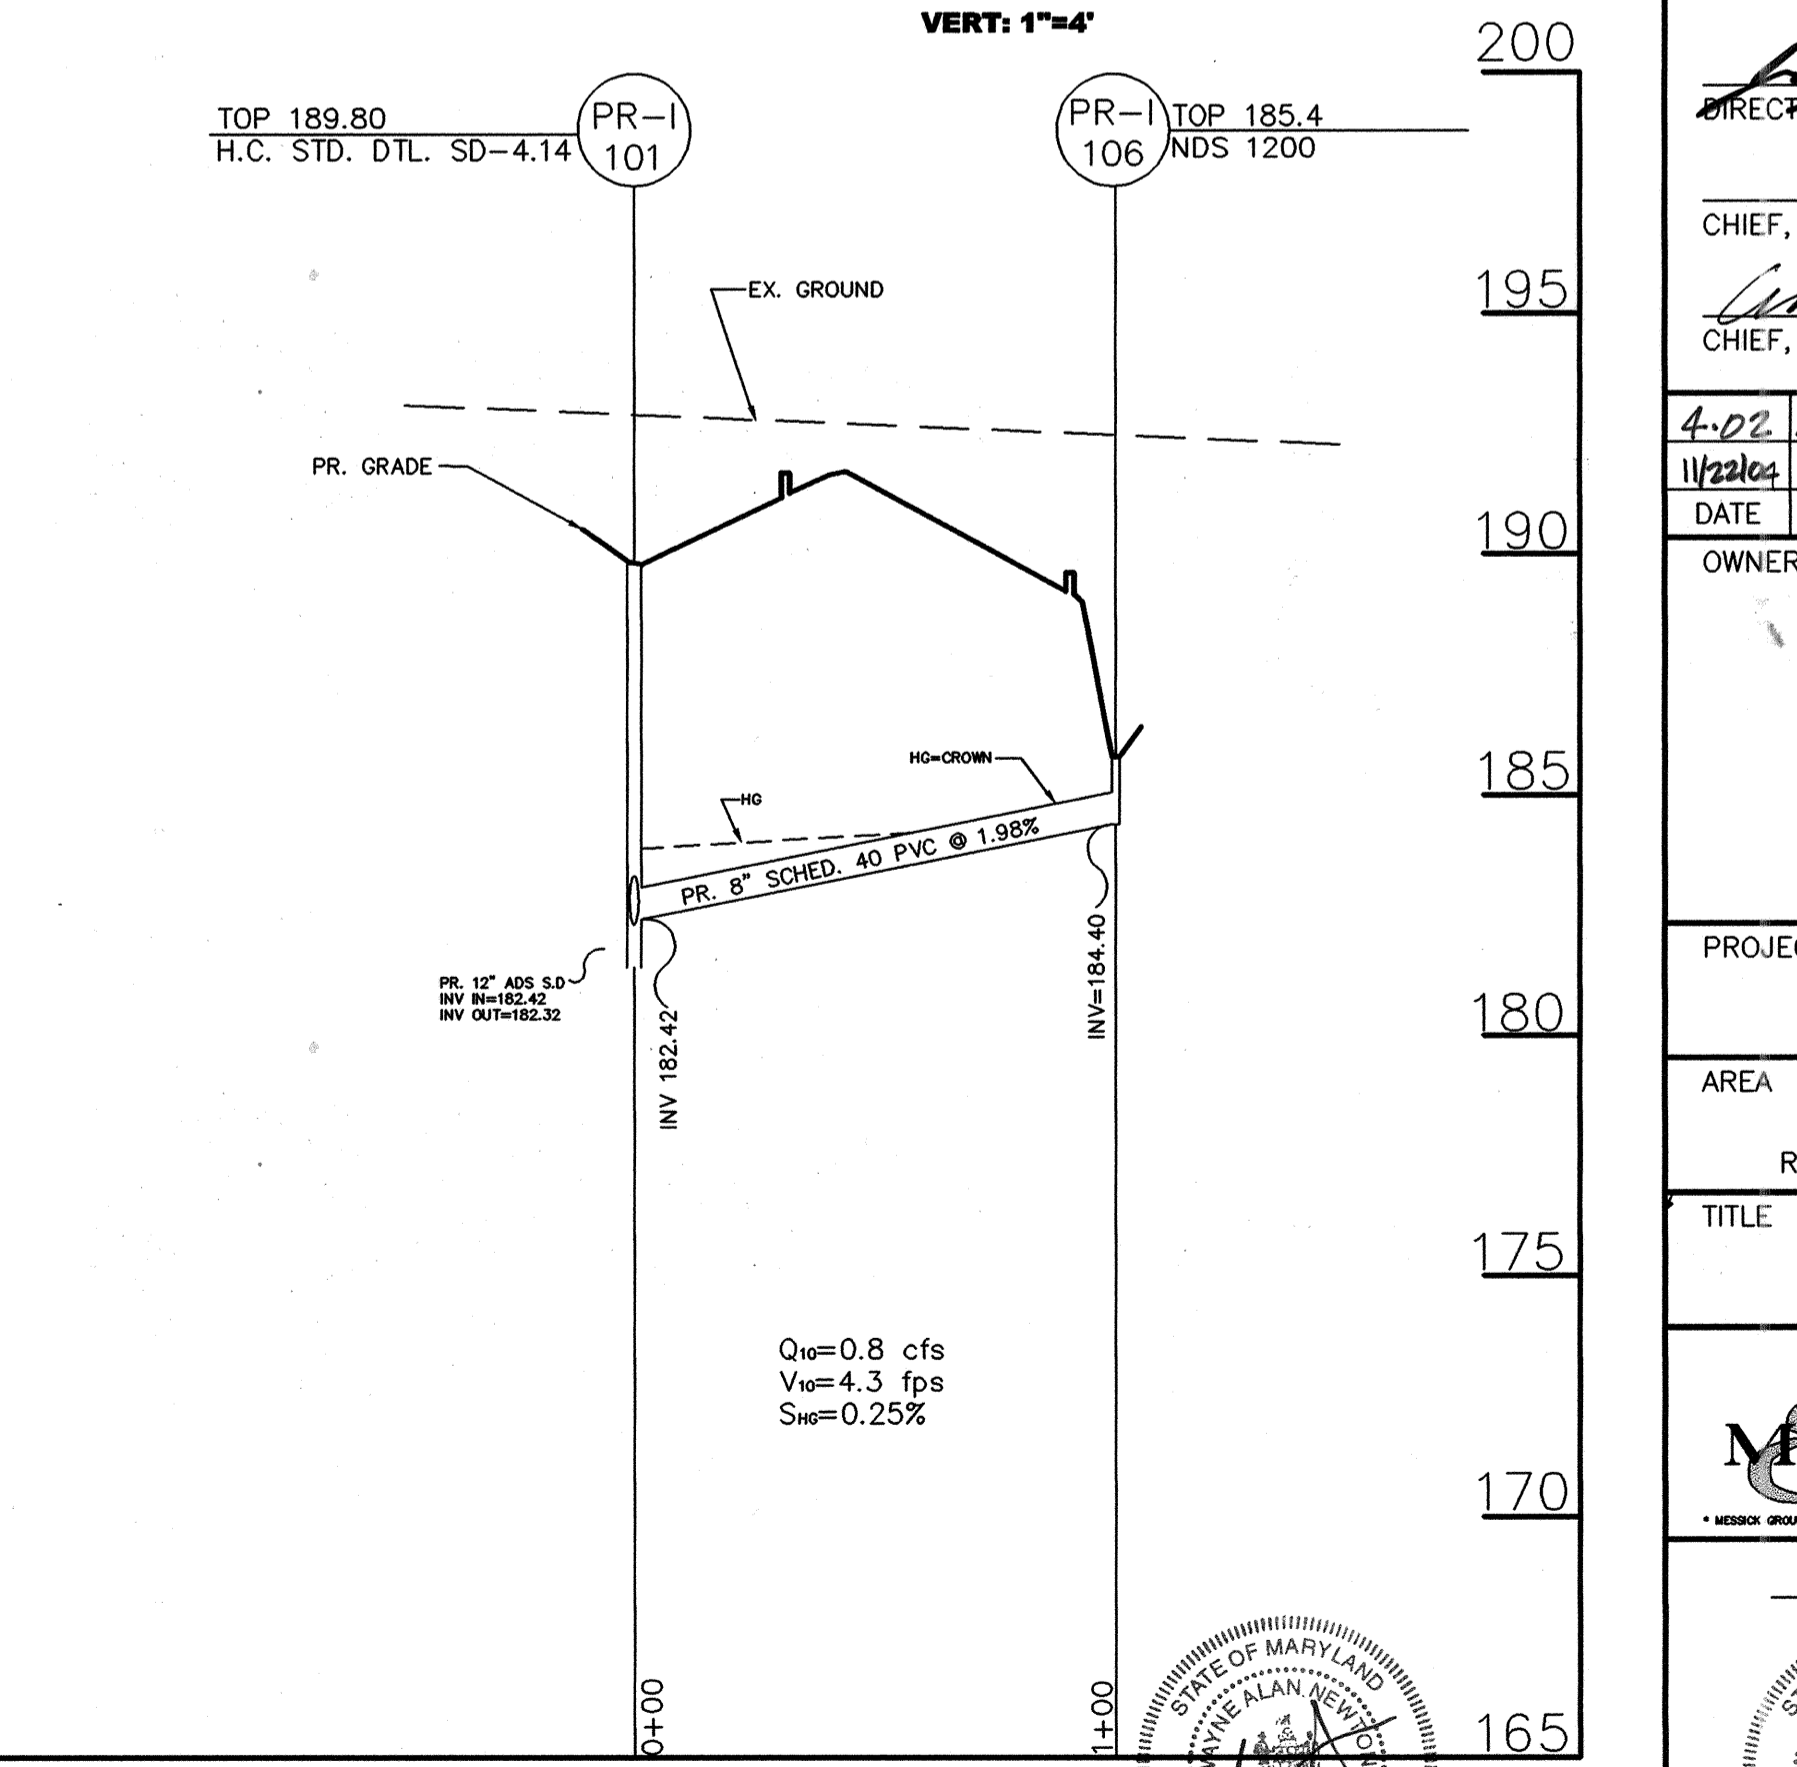 VERT: 1"=4'
200
TOP 189.80
H.C. STD. DTL. SD-4.14
PR-I
101
PR-I
106
TOP 185.4
NDS 1200
EX. GROUND
195
PR. GRADE
190
HG=CROWN
185
HG
PR. 8" SCHED. 40 PVC @ 1.98%
PR. 12" ADS S.D
INV IN=182.42
INV OUT=182.32
INV 182.42
INV=184.40
180
175
Q10=0.8 cfs
V10=4.3 fps
SHG=0.25%
170
0+00
1+00
165
STATE OF MARYLAND
WAYNE ALAN NEWTON
CHIEF,
CHIEF,
4.02
11/22/04
DATE
AREA
TITLE